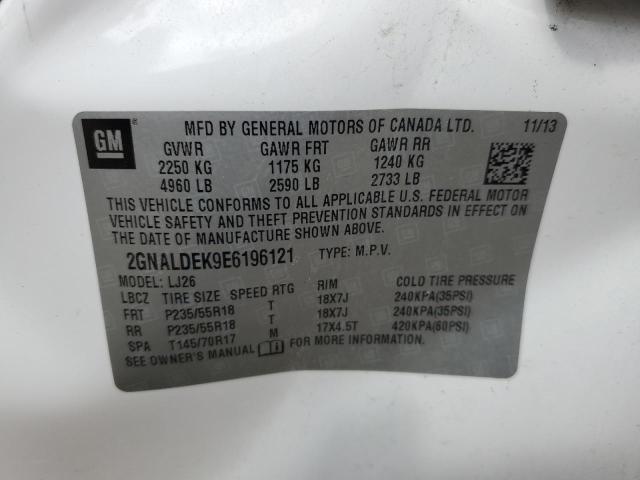 GM ®
MFD BY GENERAL MOTORS OF CANADA LTD. 11/13
GVWR GAWR FRT GAWR RR
2250 KG 1175 KG 1240 KG
4960 LB 2590 LB 2733 LB
THIS VEHICLE CONFORMS TO ALL APPLICABLE U.S. FEDERAL MOTOR
VEHICLE SAFETY AND THEFT PREVENTION STANDARDS IN EFFECT ON
THE DATE OF MANUFACTURE SHOWN ABOVE.
2GNALDEK9E6196121 TYPE: M.P.V.
MODEL: LJ26
LBCZ TIRE SIZE SPEED RTG RIM COLD TIRE PRESSURE
FRT P235/55R18 T 18X7J 240KPA(35PSI)
RR P235/55R18 T 18X7J 240KPA(35PSI)
SPA T145/70R17 M 17X4.5T 420KPA(60PSI)
SEE OWNER'S MANUAL FOR MORE INFORMATION.